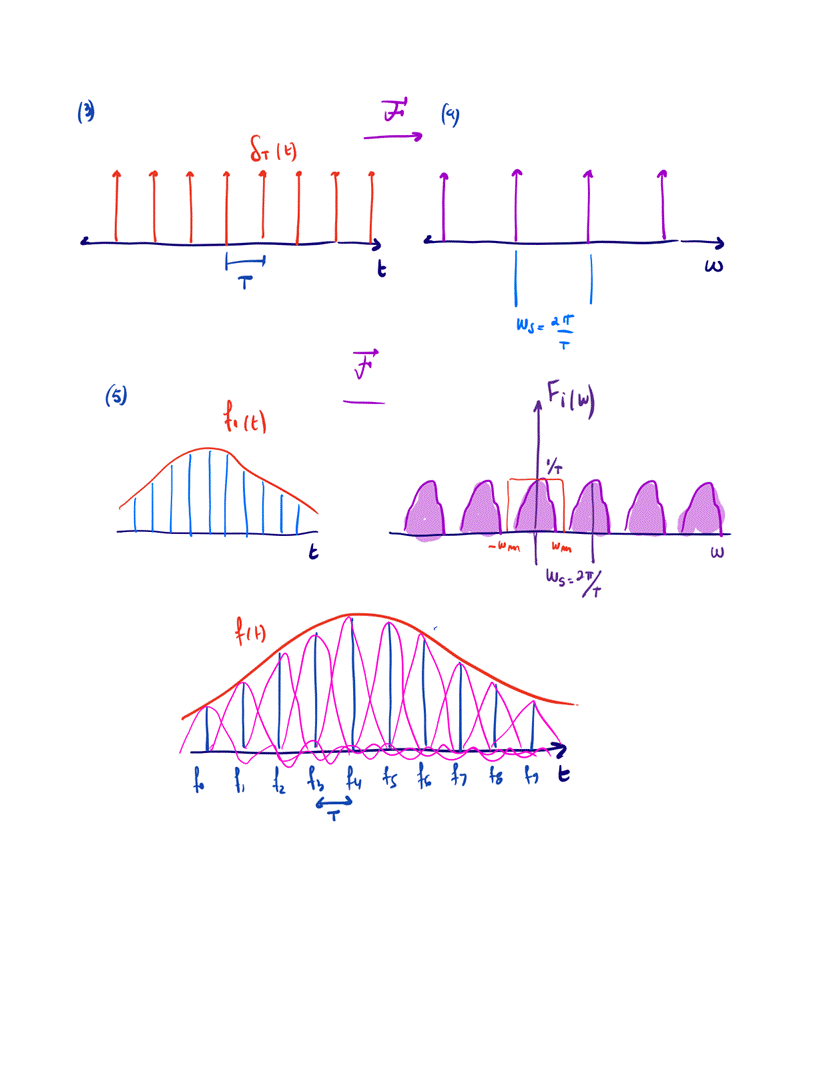 (3)
F
(4)
δT(t)
T
t
ω
ωs = 2π/T
F
(5)
f1(t)
t
Fi(ω)
1/T
-ωm
ωm
ω
ωs = 2π/T
f(t)
f0 f1 f2 f3 f4 f5 f6 f7 f8 f9
t
T